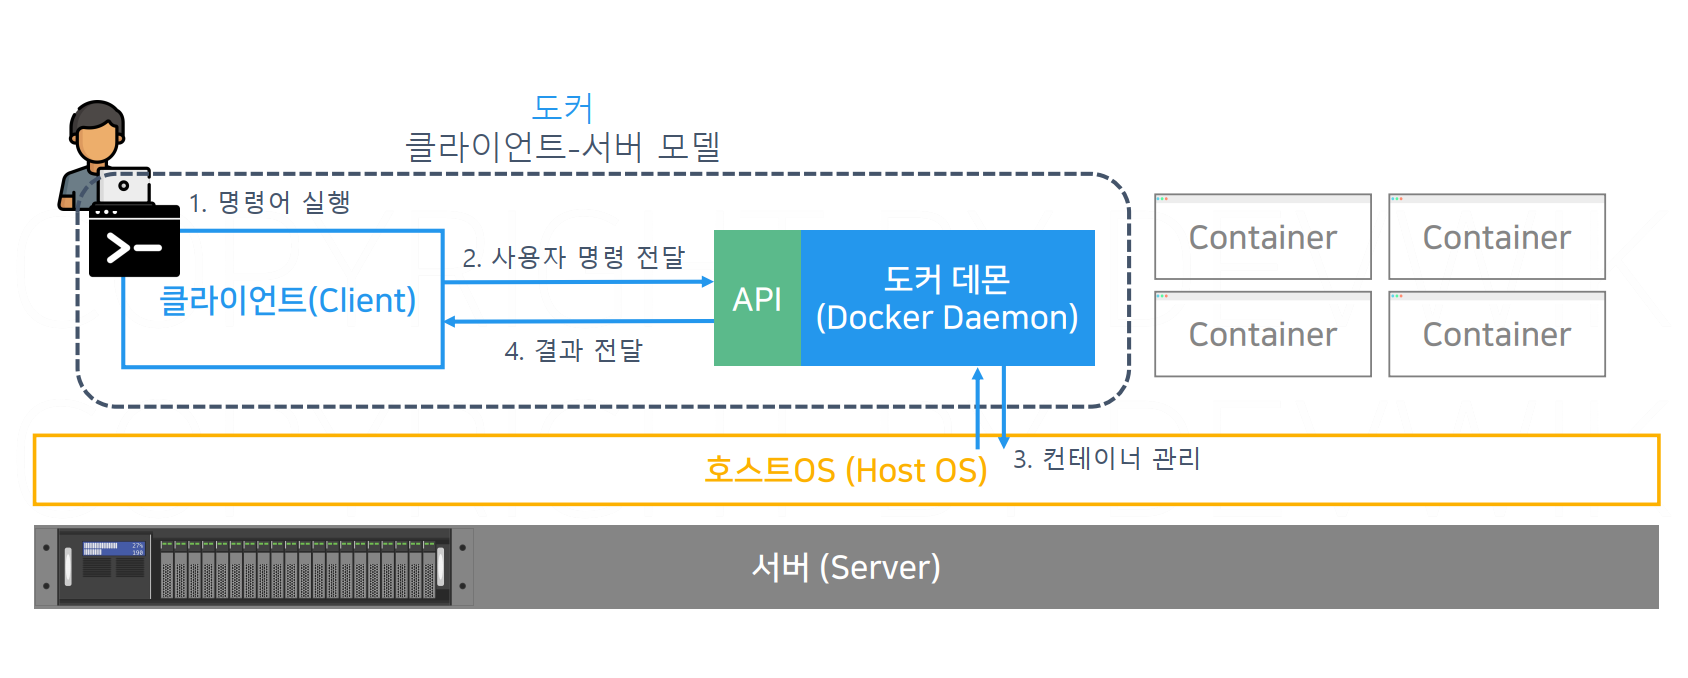 도커
클라이언트-서버 모델
1. 명령어 실행
클라이언트(Client)
2. 사용자 명령 전달
4. 결과 전달
API
도커 데몬
(Docker Daemon)
Container
Container
Container
Container
3. 컨테이너 관리
호스트OS (Host OS)
27%
190
서버 (Server)